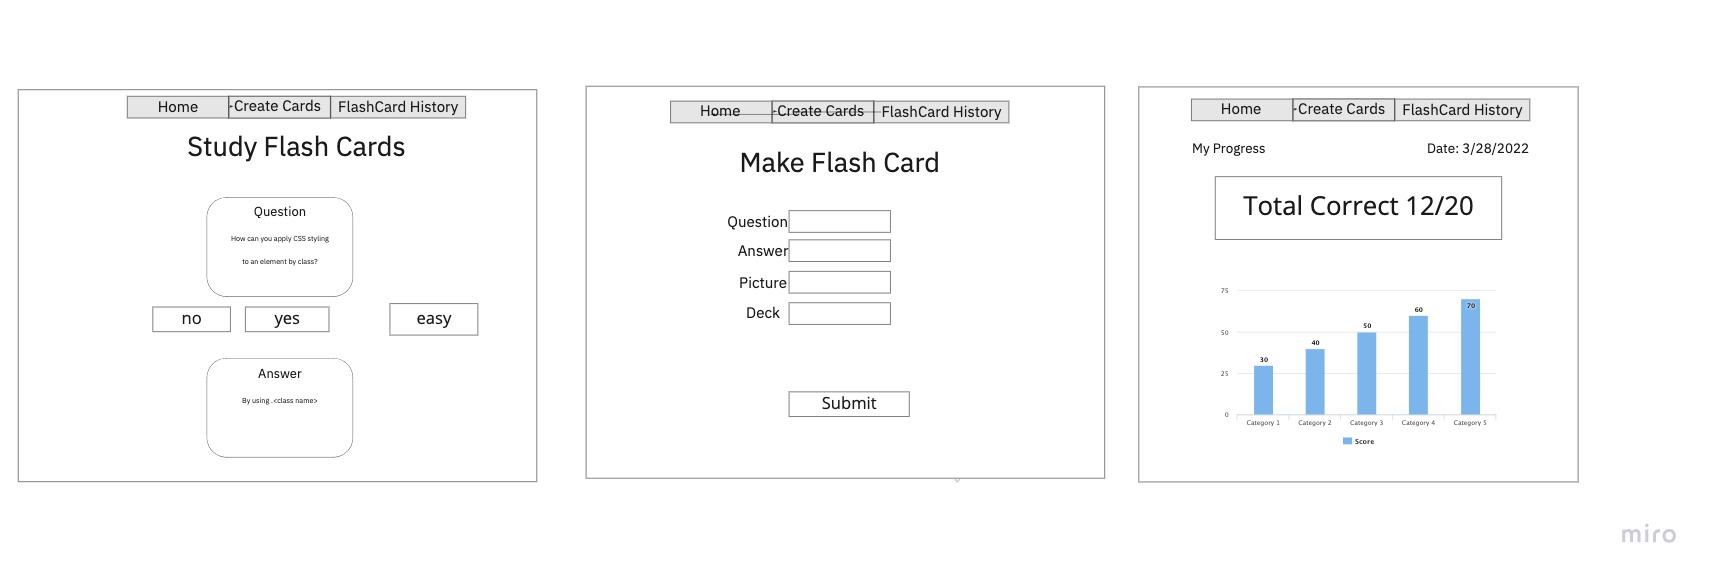 Home
Create Cards
FlashCard History
Study Flash Cards
Question
How can you apply CSS styling
to an element by class?
no
yes
easy
Answer
By using .<class name>
Home
Create Cards
FlashCard History
Make Flash Card
Question
Answer
Picture
Deck
Submit
Home
Create Cards
FlashCard History
My Progress
Date: 3/28/2022
Total Correct 12/20
75
50
25
0
30
40
50
60
70
Category 1
Category 2
Category 3
Category 4
Category 5
Score
miro